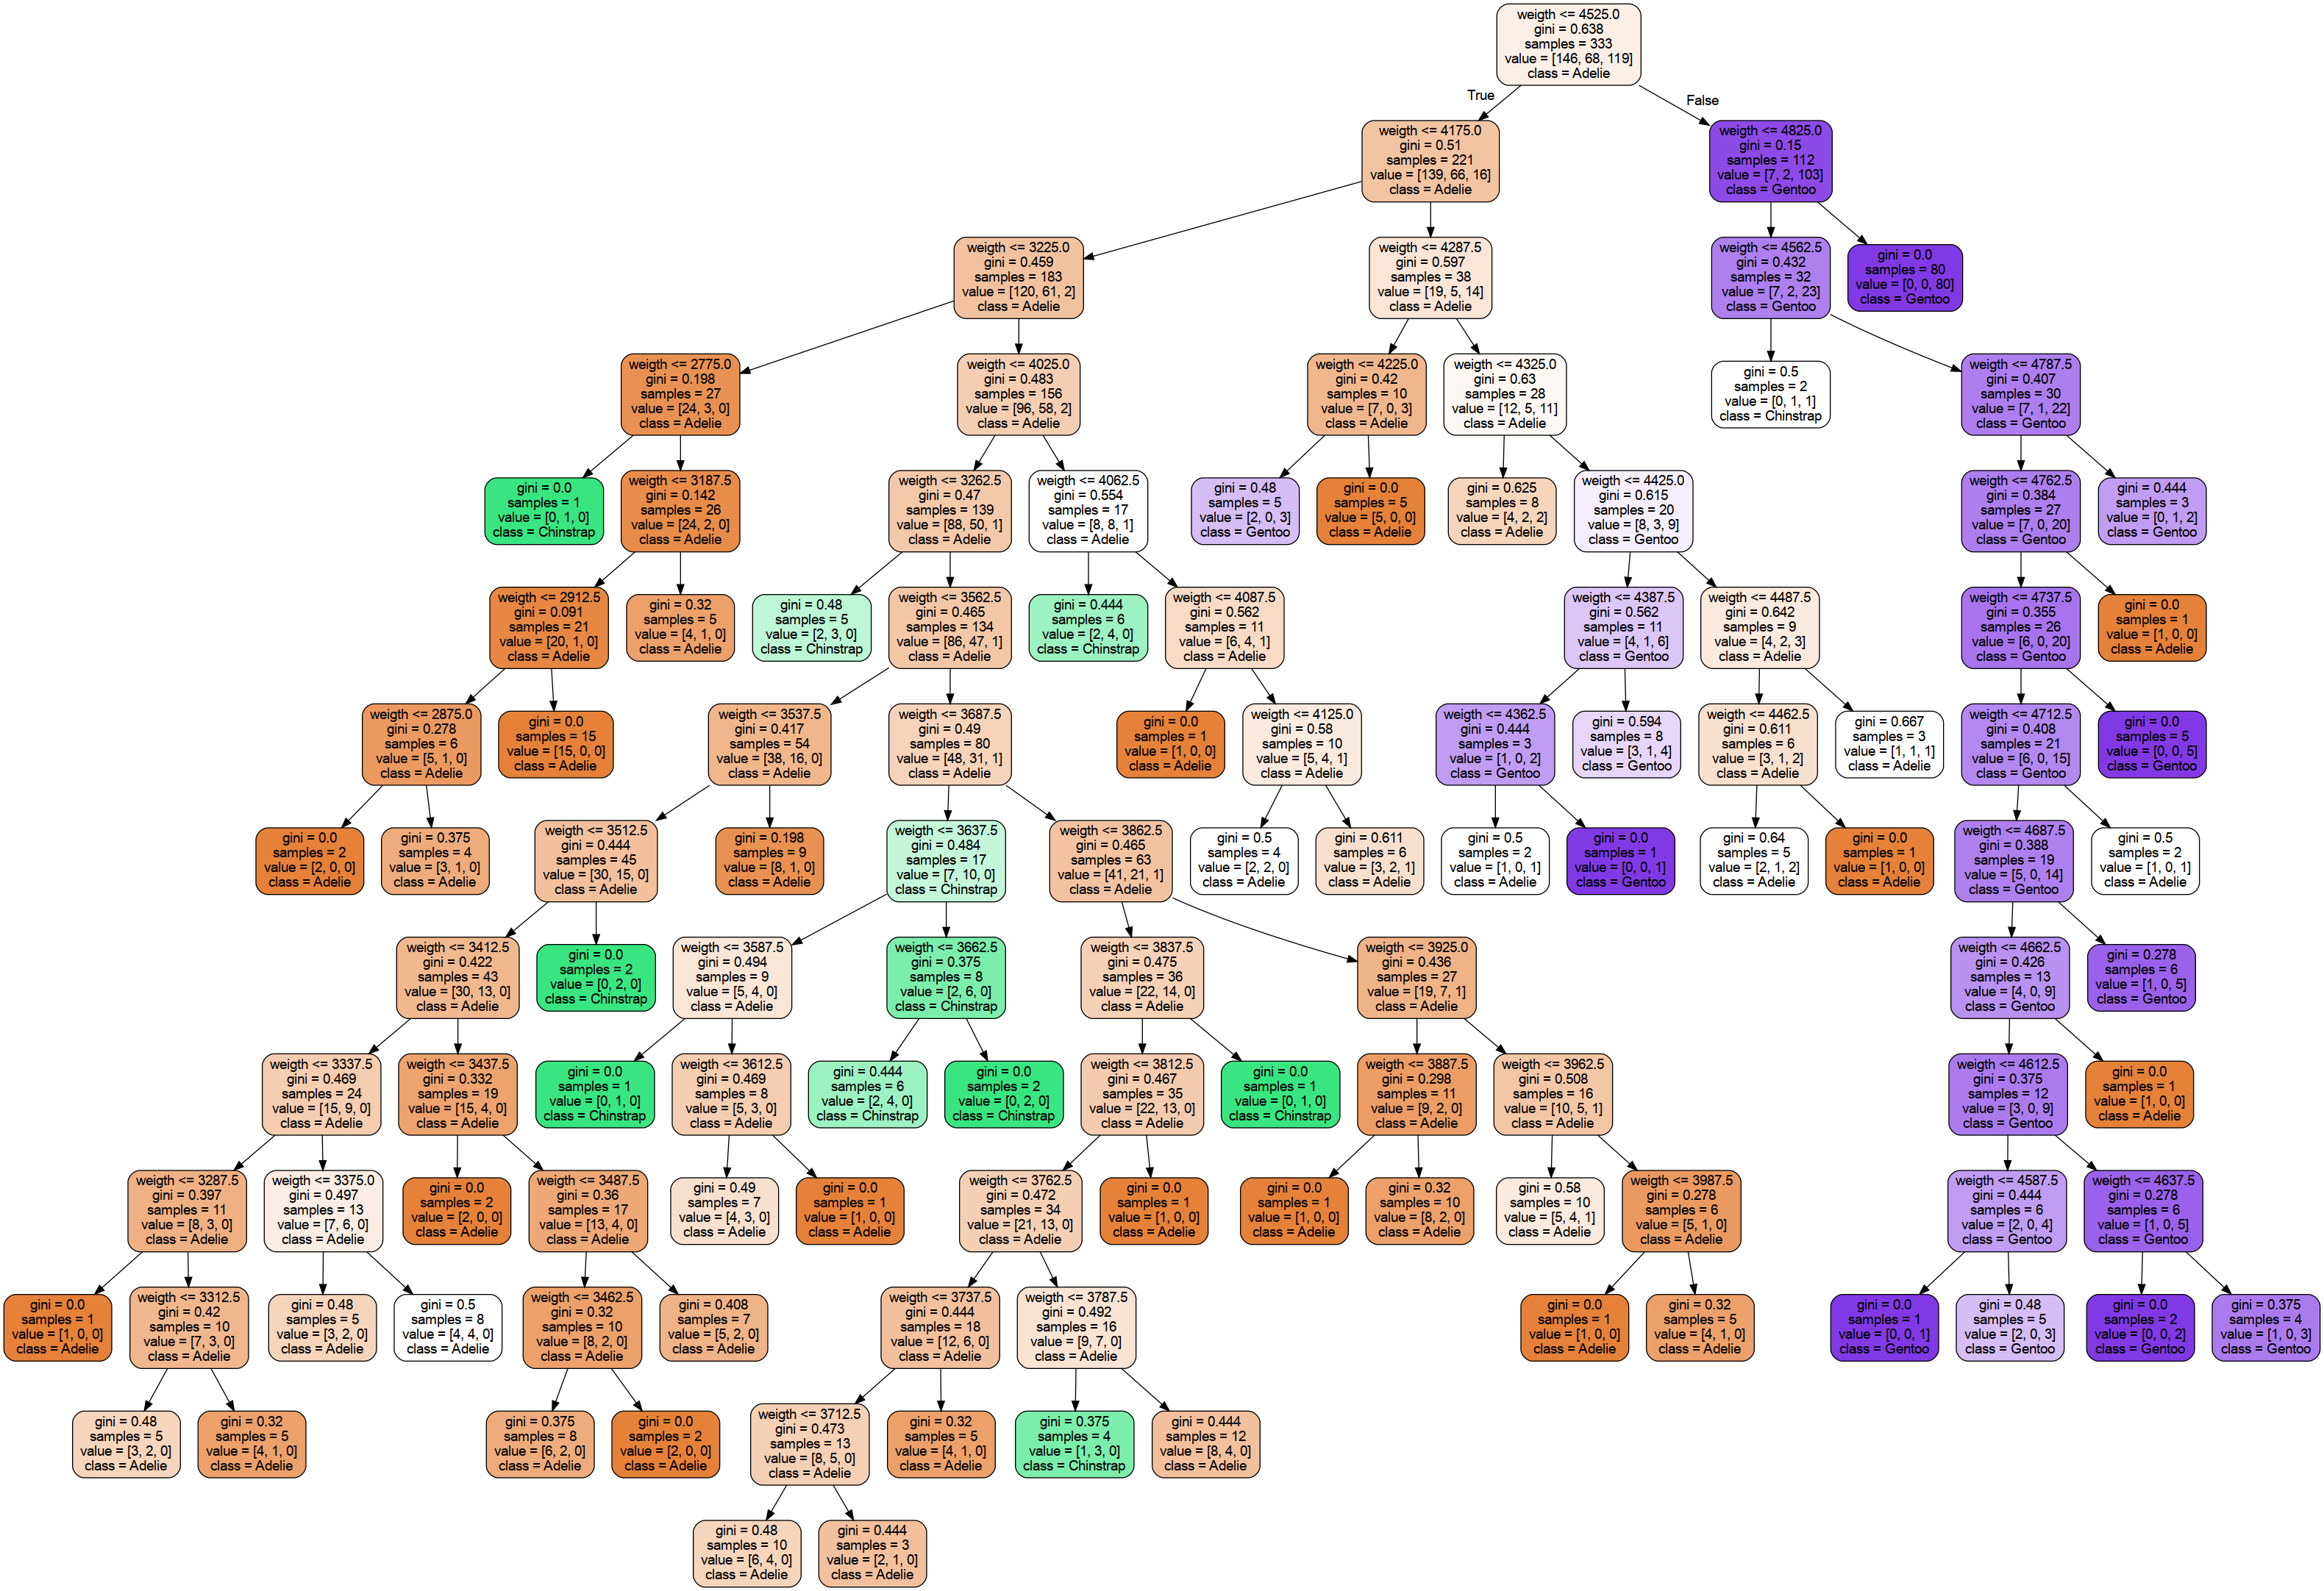 weigth <= 4525.0
gini = 0.638
samples = 333
value = [146, 68, 119]
class = Adelie
True
False
weigth <= 4175.0
gini = 0.51
samples = 221
value = [139, 66, 16]
class = Adelie
weigth <= 4825.0
gini = 0.15
samples = 112
value = [7, 2, 103]
class = Gentoo
weigth <= 3225.0
gini = 0.459
samples = 183
value = [120, 61, 2]
class = Adelie
weigth <= 4287.5
gini = 0.597
samples = 38
value = [19, 5, 14]
class = Adelie
weigth <= 4562.5
gini = 0.432
samples = 32
value = [7, 2, 23]
class = Gentoo
gini = 0.0
samples = 80
value = [0, 0, 80]
class = Gentoo
weigth <= 2775.0
gini = 0.198
samples = 27
value = [24, 3, 0]
class = Adelie
weigth <= 4025.0
gini = 0.483
samples = 156
value = [96, 58, 2]
class = Adelie
weigth <= 4225.0
gini = 0.42
samples = 10
value = [7, 0, 3]
class = Adelie
weigth <= 4325.0
gini = 0.63
samples = 28
value = [12, 5, 11]
class = Adelie
gini = 0.5
samples = 2
value = [0, 1, 1]
class = Chinstrap
weigth <= 4787.5
gini = 0.407
samples = 30
value = [7, 1, 22]
class = Gentoo
gini = 0.0
samples = 1
value = [0, 1, 0]
class = Chinstrap
weigth <= 3187.5
gini = 0.142
samples = 26
value = [24, 2, 0]
class = Adelie
weigth <= 3262.5
gini = 0.47
samples = 139
value = [88, 50, 1]
class = Adelie
weigth <= 4062.5
gini = 0.554
samples = 17
value = [8, 8, 1]
class = Adelie
gini = 0.48
samples = 5
value = [2, 0, 3]
class = Gentoo
gini = 0.0
samples = 5
value = [5, 0, 0]
class = Adelie
gini = 0.625
samples = 8
value = [4, 2, 2]
class = Adelie
weigth <= 4425.0
gini = 0.615
samples = 20
value = [8, 3, 9]
class = Gentoo
weigth <= 4762.5
gini = 0.384
samples = 27
value = [7, 0, 20]
class = Gentoo
gini = 0.444
samples = 3
value = [0, 1, 2]
class = Gentoo
weigth <= 2912.5
gini = 0.091
samples = 21
value = [20, 1, 0]
class = Adelie
gini = 0.32
samples = 5
value = [4, 1, 0]
class = Adelie
gini = 0.48
samples = 5
value = [2, 3, 0]
class = Chinstrap
weigth <= 3562.5
gini = 0.465
samples = 134
value = [86, 47, 1]
class = Adelie
gini = 0.444
samples = 6
value = [2, 4, 0]
class = Chinstrap
weigth <= 4087.5
gini = 0.562
samples = 11
value = [6, 4, 1]
class = Adelie
weigth <= 4387.5
gini = 0.562
samples = 11
value = [4, 1, 6]
class = Gentoo
weigth <= 4487.5
gini = 0.642
samples = 9
value = [4, 2, 3]
class = Adelie
weigth <= 4737.5
gini = 0.355
samples = 26
value = [6, 0, 20]
class = Gentoo
gini = 0.0
samples = 1
value = [1, 0, 0]
class = Adelie
weigth <= 2875.0
gini = 0.278
samples = 6
value = [5, 1, 0]
class = Adelie
gini = 0.0
samples = 15
value = [15, 0, 0]
class = Adelie
weigth <= 3537.5
gini = 0.417
samples = 54
value = [38, 16, 0]
class = Adelie
weigth <= 3687.5
gini = 0.49
samples = 80
value = [48, 31, 1]
class = Adelie
gini = 0.0
samples = 1
value = [1, 0, 0]
class = Adelie
weigth <= 4125.0
gini = 0.58
samples = 10
value = [5, 4, 1]
class = Adelie
weigth <= 4362.5
gini = 0.444
samples = 3
value = [1, 0, 2]
class = Gentoo
gini = 0.594
samples = 8
value = [3, 1, 4]
class = Gentoo
weigth <= 4462.5
gini = 0.611
samples = 6
value = [3, 1, 2]
class = Adelie
gini = 0.667
samples = 3
value = [1, 1, 1]
class = Adelie
weigth <= 4712.5
gini = 0.408
samples = 21
value = [6, 0, 15]
class = Gentoo
gini = 0.0
samples = 5
value = [0, 0, 5]
class = Gentoo
gini = 0.0
samples = 2
value = [2, 0, 0]
class = Adelie
gini = 0.375
samples = 4
value = [3, 1, 0]
class = Adelie
weigth <= 3512.5
gini = 0.444
samples = 45
value = [30, 15, 0]
class = Adelie
gini = 0.198
samples = 9
value = [8, 1, 0]
class = Adelie
weigth <= 3637.5
gini = 0.484
samples = 17
value = [7, 10, 0]
class = Chinstrap
weigth <= 3862.5
gini = 0.465
samples = 63
value = [41, 21, 1]
class = Adelie
gini = 0.5
samples = 4
value = [2, 2, 0]
class = Adelie
gini = 0.611
samples = 6
value = [3, 2, 1]
class = Adelie
gini = 0.5
samples = 2
value = [1, 0, 1]
class = Adelie
gini = 0.0
samples = 1
value = [0, 0, 1]
class = Gentoo
gini = 0.64
samples = 5
value = [2, 1, 2]
class = Adelie
gini = 0.0
samples = 1
value = [1, 0, 0]
class = Adelie
weigth <= 4687.5
gini = 0.388
samples = 19
value = [5, 0, 14]
class = Gentoo
gini = 0.5
samples = 2
value = [1, 0, 1]
class = Adelie
weigth <= 3412.5
gini = 0.422
samples = 43
value = [30, 13, 0]
class = Adelie
gini = 0.0
samples = 2
value = [0, 2, 0]
class = Chinstrap
weigth <= 3587.5
gini = 0.494
samples = 9
value = [5, 4, 0]
class = Adelie
weigth <= 3662.5
gini = 0.375
samples = 8
value = [2, 6, 0]
class = Chinstrap
weigth <= 3837.5
gini = 0.475
samples = 36
value = [22, 14, 0]
class = Adelie
weigth <= 3925.0
gini = 0.436
samples = 27
value = [19, 7, 1]
class = Adelie
weigth <= 4662.5
gini = 0.426
samples = 13
value = [4, 0, 9]
class = Gentoo
gini = 0.278
samples = 6
value = [1, 0, 5]
class = Gentoo
weigth <= 3337.5
gini = 0.469
samples = 24
value = [15, 9, 0]
class = Adelie
weigth <= 3437.5
gini = 0.332
samples = 19
value = [15, 4, 0]
class = Adelie
gini = 0.0
samples = 1
value = [0, 1, 0]
class = Chinstrap
weigth <= 3612.5
gini = 0.469
samples = 8
value = [5, 3, 0]
class = Adelie
gini = 0.444
samples = 6
value = [2, 4, 0]
class = Chinstrap
gini = 0.0
samples = 2
value = [0, 2, 0]
class = Chinstrap
weigth <= 3812.5
gini = 0.467
samples = 35
value = [22, 13, 0]
class = Adelie
gini = 0.0
samples = 1
value = [0, 1, 0]
class = Chinstrap
weigth <= 3887.5
gini = 0.298
samples = 11
value = [9, 2, 0]
class = Adelie
weigth <= 3962.5
gini = 0.508
samples = 16
value = [10, 5, 1]
class = Adelie
weigth <= 4612.5
gini = 0.375
samples = 12
value = [3, 0, 9]
class = Gentoo
gini = 0.0
samples = 1
value = [1, 0, 0]
class = Adelie
weigth <= 3287.5
gini = 0.397
samples = 11
value = [8, 3, 0]
class = Adelie
weigth <= 3375.0
gini = 0.497
samples = 13
value = [7, 6, 0]
class = Adelie
gini = 0.0
samples = 2
value = [2, 0, 0]
class = Adelie
weigth <= 3487.5
gini = 0.36
samples = 17
value = [13, 4, 0]
class = Adelie
gini = 0.49
samples = 7
value = [4, 3, 0]
class = Adelie
gini = 0.0
samples = 1
value = [1, 0, 0]
class = Adelie
weigth <= 3762.5
gini = 0.472
samples = 34
value = [21, 13, 0]
class = Adelie
gini = 0.0
samples = 1
value = [1, 0, 0]
class = Adelie
gini = 0.0
samples = 1
value = [1, 0, 0]
class = Adelie
gini = 0.32
samples = 10
value = [8, 2, 0]
class = Adelie
gini = 0.58
samples = 10
value = [5, 4, 1]
class = Adelie
weigth <= 3987.5
gini = 0.278
samples = 6
value = [5, 1, 0]
class = Adelie
weigth <= 4587.5
gini = 0.444
samples = 6
value = [2, 0, 4]
class = Gentoo
weigth <= 4637.5
gini = 0.278
samples = 6
value = [1, 0, 5]
class = Gentoo
gini = 0.0
samples = 1
value = [1, 0, 0]
class = Adelie
weigth <= 3312.5
gini = 0.42
samples = 10
value = [7, 3, 0]
class = Adelie
gini = 0.48
samples = 5
value = [3, 2, 0]
class = Adelie
gini = 0.5
samples = 8
value = [4, 4, 0]
class = Adelie
weigth <= 3462.5
gini = 0.32
samples = 10
value = [8, 2, 0]
class = Adelie
gini = 0.408
samples = 7
value = [5, 2, 0]
class = Adelie
weigth <= 3737.5
gini = 0.444
samples = 18
value = [12, 6, 0]
class = Adelie
weigth <= 3787.5
gini = 0.492
samples = 16
value = [9, 7, 0]
class = Adelie
gini = 0.0
samples = 1
value = [1, 0, 0]
class = Adelie
gini = 0.32
samples = 5
value = [4, 1, 0]
class = Adelie
gini = 0.0
samples = 1
value = [0, 0, 1]
class = Gentoo
gini = 0.48
samples = 5
value = [2, 0, 3]
class = Gentoo
gini = 0.0
samples = 2
value = [0, 0, 2]
class = Gentoo
gini = 0.375
samples = 4
value = [1, 0, 3]
class = Gentoo
gini = 0.48
samples = 5
value = [3, 2, 0]
class = Adelie
gini = 0.32
samples = 5
value = [4, 1, 0]
class = Adelie
gini = 0.375
samples = 8
value = [6, 2, 0]
class = Adelie
gini = 0.0
samples = 2
value = [2, 0, 0]
class = Adelie
weigth <= 3712.5
gini = 0.473
samples = 13
value = [8, 5, 0]
class = Adelie
gini = 0.32
samples = 5
value = [4, 1, 0]
class = Adelie
gini = 0.375
samples = 4
value = [1, 3, 0]
class = Chinstrap
gini = 0.444
samples = 12
value = [8, 4, 0]
class = Adelie
gini = 0.48
samples = 10
value = [6, 4, 0]
class = Adelie
gini = 0.444
samples = 3
value = [2, 1, 0]
class = Adelie